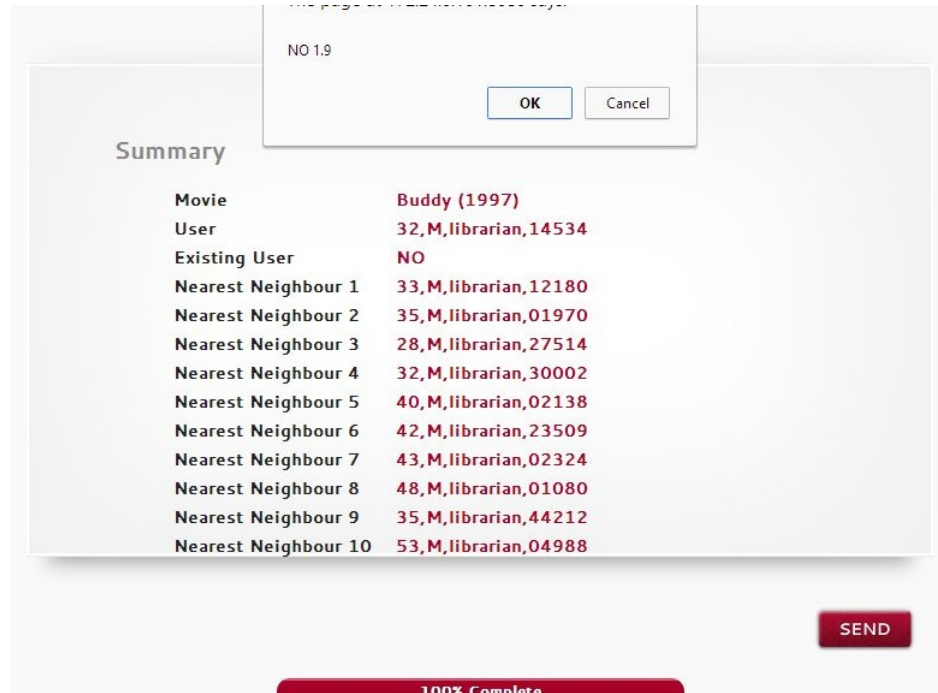 NO 1.9
OK Cancel
Summary
Movie Buddy (1997)
User 32,M,librarian,14534
Existing User NO
Nearest Neighbour 1 33,M,librarian,12180
Nearest Neighbour 2 35,M,librarian,01970
Nearest Neighbour 3 28,M,librarian,27514
Nearest Neighbour 4 32,M,librarian,30002
Nearest Neighbour 5 40,M,librarian,02138
Nearest Neighbour 6 42,M,librarian,23509
Nearest Neighbour 7 43,M,librarian,02324
Nearest Neighbour 8 48,M,librarian,01080
Nearest Neighbour 9 35,M,librarian,44212
Nearest Neighbour 10 53,M,librarian,04988
SEND
100% Complete